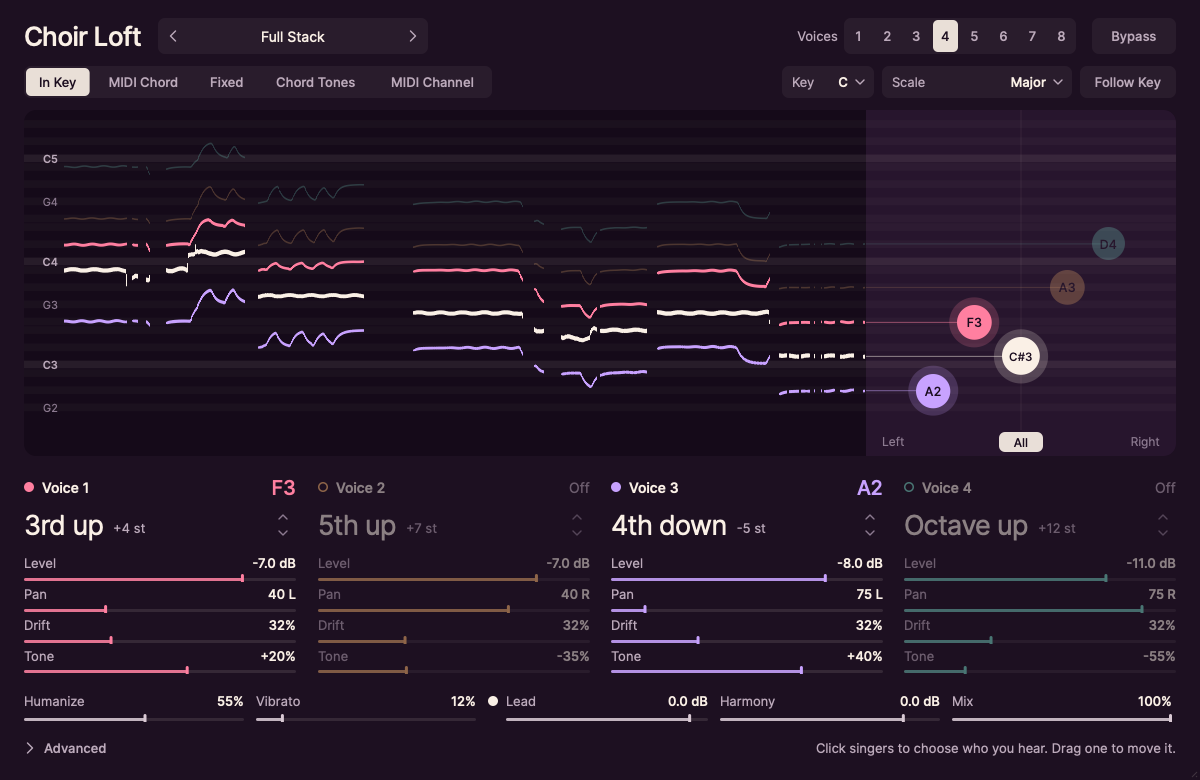 Choir Loft
Full Stack
Voices 1 2 3 4 5 6 7 8
Bypass
In Key MIDI Chord Fixed Chord Tones MIDI Channel
Key C
Scale Major
Follow Key
C5
G4
C4
G3
C3
G2
D4
A3
F3
C#3
A2
Left All Right
Voice 1 F3
3rd up +4 st
Level -7.0 dB
Pan 40 L
Drift 32%
Tone +20%
Voice 2 Off
5th up +7 st
Level -7.0 dB
Pan 40 R
Drift 32%
Tone -35%
Voice 3 A2
4th down -5 st
Level -8.0 dB
Pan 75 L
Drift 32%
Tone +40%
Voice 4 Off
Octave up +12 st
Level -11.0 dB
Pan 75 R
Drift 32%
Tone -55%
Humanize 55%
Vibrato 12%
Lead 0.0 dB
Harmony 0.0 dB
Mix 100%
Advanced
Click singers to choose who you hear. Drag one to move it.